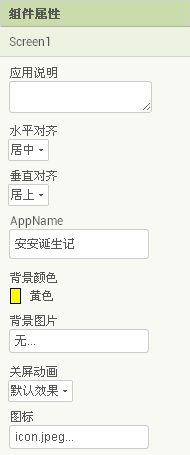 组件属性
Screen1
应用说明
水平对齐
居中
垂直对齐
居上
AppName
安安诞生记
背景颜色
黄色
背景图片
无...
关屏动画
默认效果
图标
icon.jpeg...